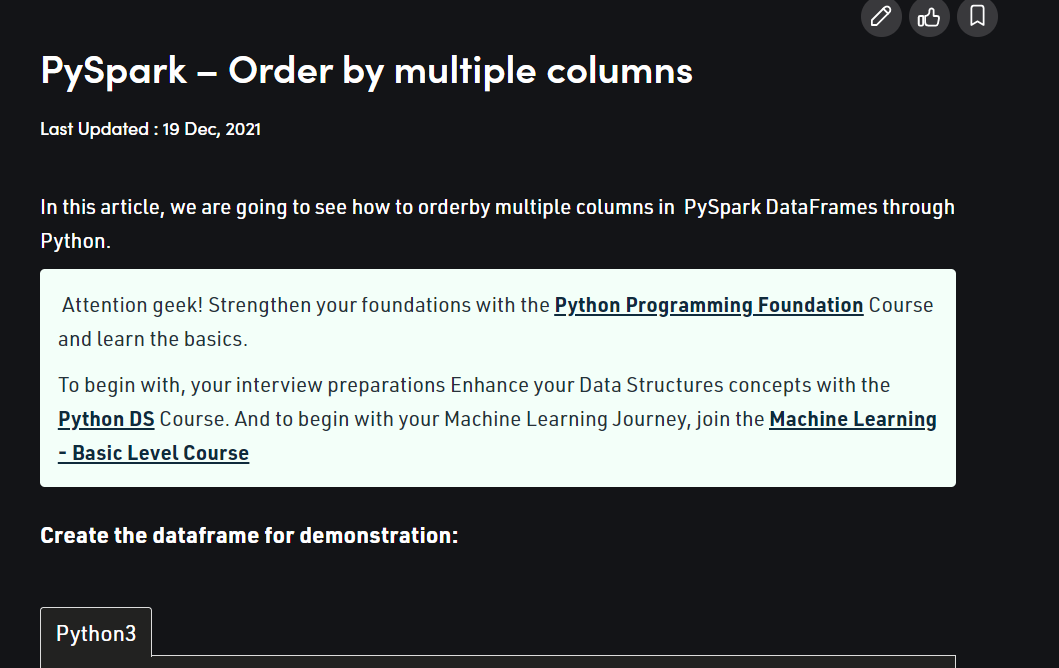 PySpark – Order by multiple columns
Last Updated : 19 Dec, 2021
In this article, we are going to see how to orderby multiple columns in  PySpark DataFrames through
Python.
Attention geek! Strengthen your foundations with the Python Programming Foundation Course
and learn the basics.
To begin with, your interview preparations Enhance your Data Structures concepts with the
Python DS Course. And to begin with your Machine Learning Journey, join the Machine Learning
- Basic Level Course
Create the dataframe for demonstration:
Python3